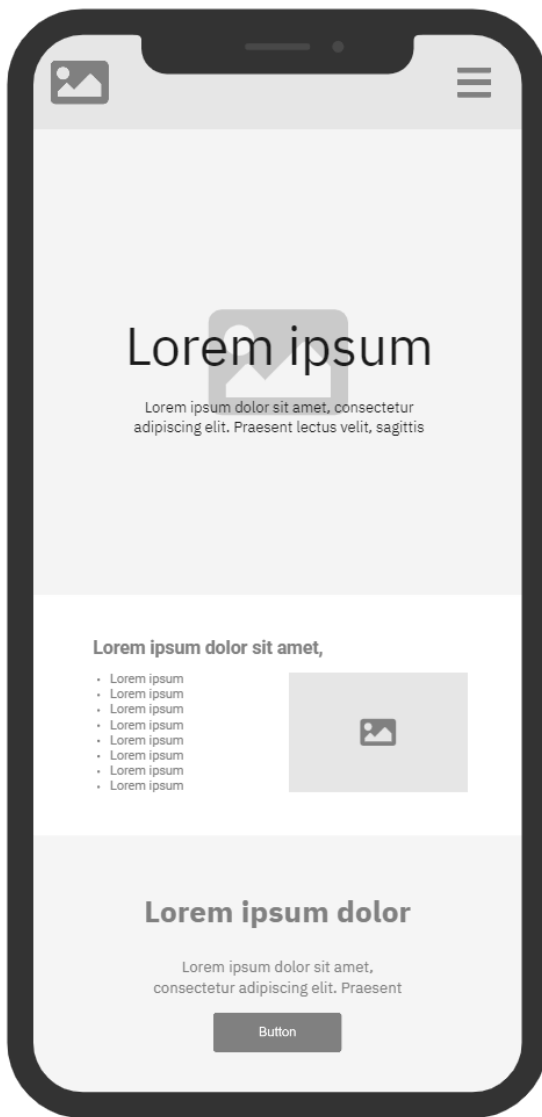 Lorem ipsum
Lorem ipsum dolor sit amet, consectetur
adipiscing elit. Praesent lectus velit, sagittis
Lorem ipsum dolor sit amet,
• Lorem ipsum
• Lorem ipsum
• Lorem ipsum
• Lorem ipsum
• Lorem ipsum
• Lorem ipsum
• Lorem ipsum
• Lorem ipsum
Lorem ipsum dolor
Lorem ipsum dolor sit amet,
consectetur adipiscing elit. Praesent
Button